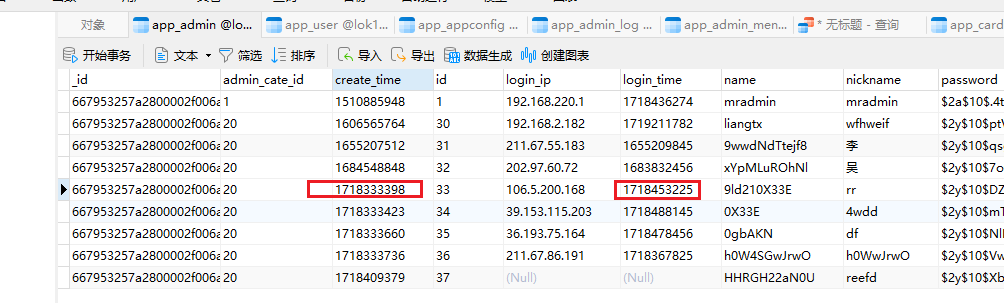 对象 app_admin @lo... app_user @lok1... app_appconfig ... app_admin_log ... app_admin_men... * 无标题 - 查询 app_card
开始事务 文本 筛选 排序 导入 导出 数据生成 创建图表
_id admin_cate_id create_time id login_ip login_time name nickname password
667953257a2800002f006a 1 1510885948 1 192.168.220.1 1718436274 mradmin mradmin $2a$10$.4t
667953257a2800002f006a 20 1606565764 30 192.168.2.182 1719211782 liangtx wfhweif $2y$10$pt
667953257a2800002f006a 20 1655207512 31 211.67.55.183 1655209845 9wwdNdTtejf8 李 $2y$10$qs
667953257a2800002f006a 20 1684548848 32 202.97.60.72 1683832456 xYpMLuROhNl 吴 $2y$10$7o
667953257a2800002f006a 20 1718333398 33 106.5.200.168 1718453225 9ld210X33E rr $2y$10$DZ
667953257a2800002f006a 20 1718333423 34 39.153.115.203 1718488145 0X33E 4wdd $2y$10$m
667953257a2800002f006a 20 1718333660 35 36.193.75.164 1718478456 0gbAKN df $2y$10$Nl
667953257a2800002f006a 20 1718333736 36 211.67.86.191 1718367825 h0W4SGwJrwO h0WwJrwO $2y$10$Vw
667953257a2800002f006a 20 1718409379 37 (Null) (Null) HHRGH22aN0U reefd $2y$10$Xb